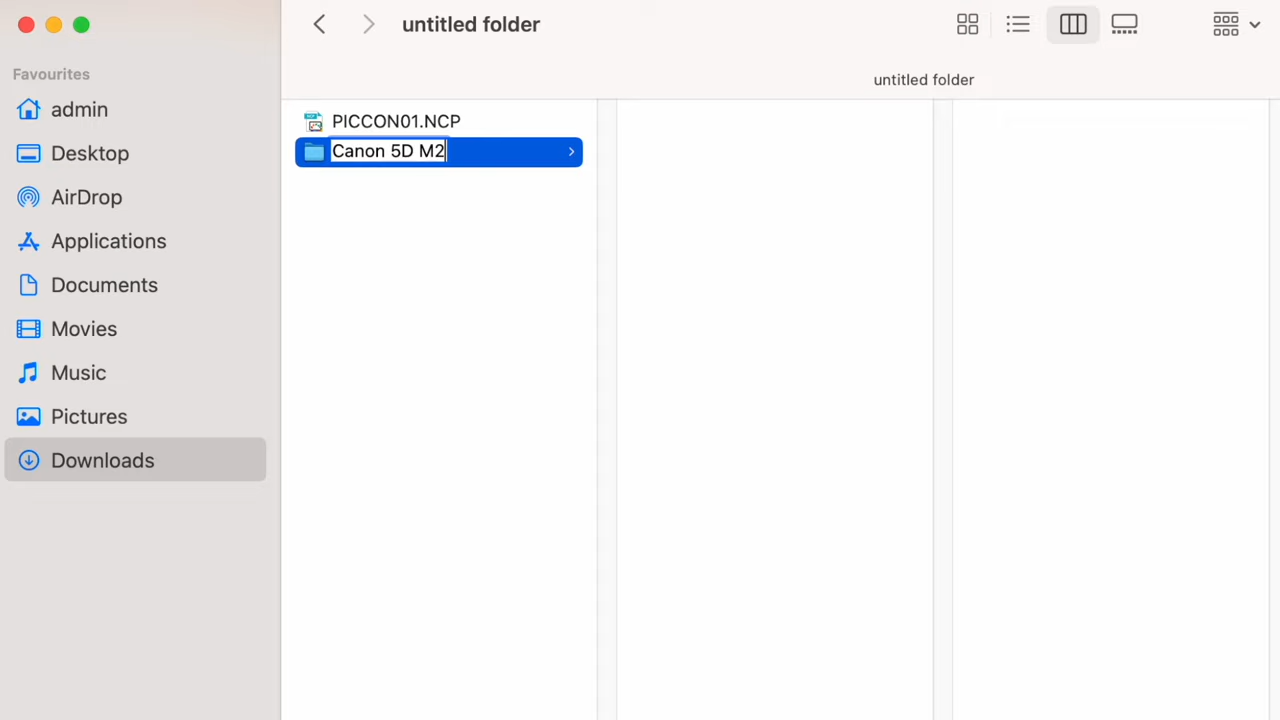 untitled folder
Favourites
untitled folder
admin
PICCON01.NCP
Desktop
Canon 5D M2
AirDrop
Applications
Documents
Movies
Music
Pictures
Downloads